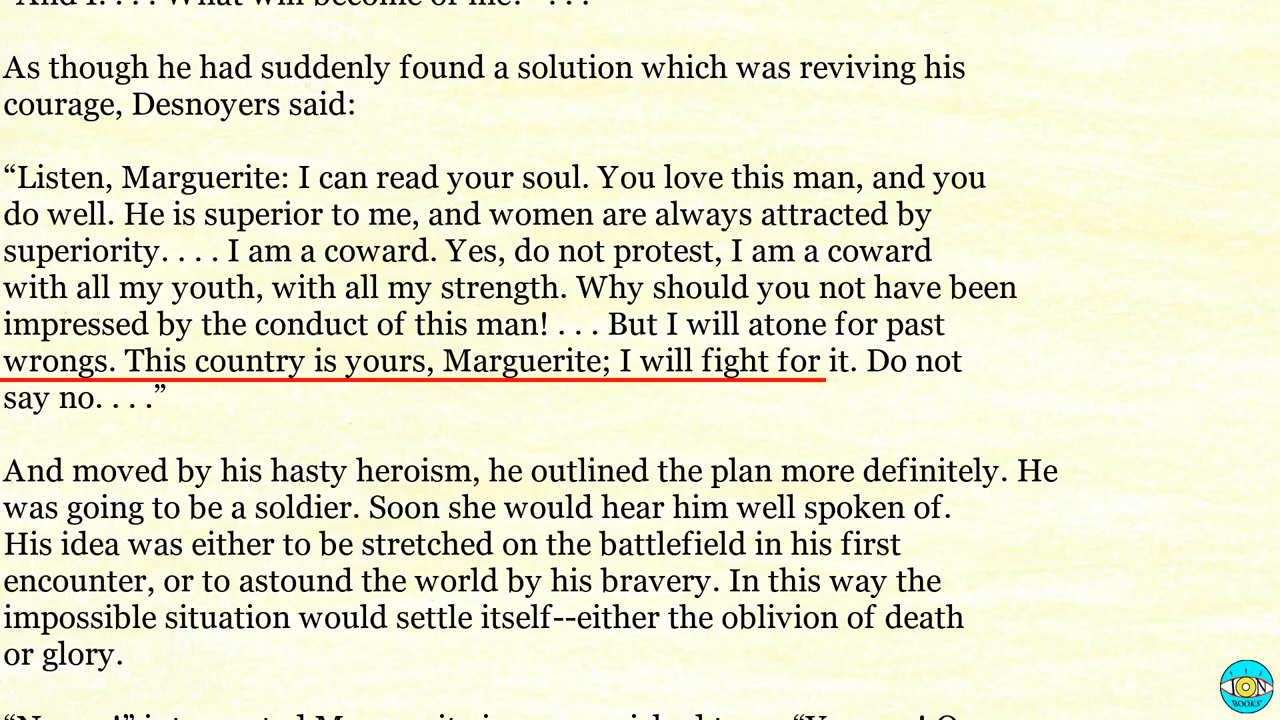 "And I. . . . What will become of me?" . . .
As though he had suddenly found a solution which was reviving his
courage, Desnoyers said:
“Listen, Marguerite: I can read your soul. You love this man, and you
do well. He is superior to me, and women are always attracted by
superiority. . . . I am a coward. Yes, do not protest, I am a coward
with all my youth, with all my strength. Why should you not have been
impressed by the conduct of this man! . . . But I will atone for past
wrongs. This country is yours, Marguerite; I will fight for it. Do not
say no. . . .”
And moved by his hasty heroism, he outlined the plan more definitely. He
was going to be a soldier. Soon she would hear him well spoken of.
His idea was either to be stretched on the battlefield in his first
encounter, or to astound the world by his bravery. In this way the
impossible situation would settle itself--either the oblivion of death
or glory.
ION
BOOKS